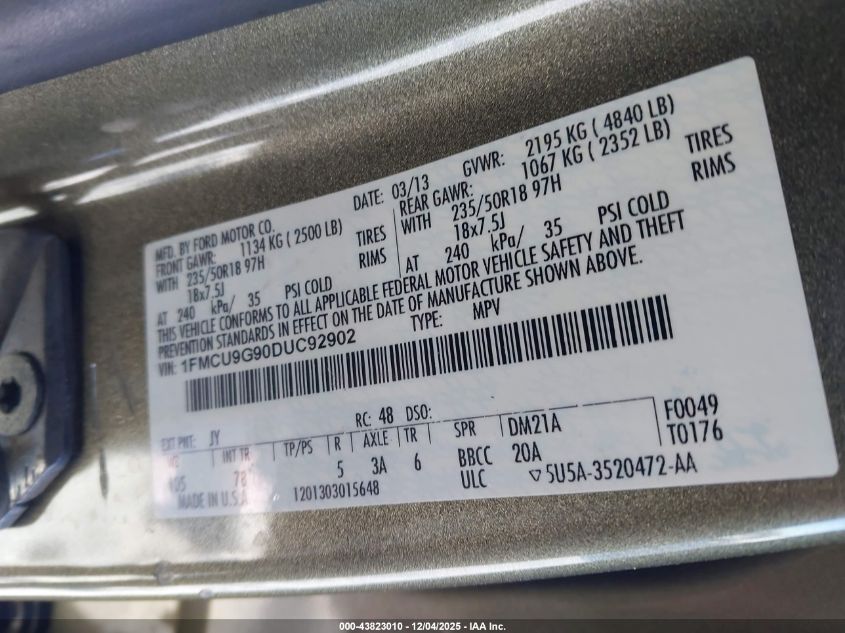 MFD. BY FORD MOTOR CO.
DATE: 03/13 GVWR: 2195 KG ( 4840 LB)
FRONT GAWR: 1134 KG ( 2500 LB)
WITH 235/50R18 97H TIRES
18x7.5J RIMS
AT 240 kPa/ 35 PSI COLD
REAR GAWR: 1067 KG ( 2352 LB)
WITH 235/50R18 97H TIRES
18x7.5J RIMS
AT 240 kPa/ 35 PSI COLD
THIS VEHICLE CONFORMS TO ALL APPLICABLE FEDERAL MOTOR VEHICLE SAFETY AND THEFT
PREVENTION STANDARDS IN EFFECT ON THE DATE OF MANUFACTURE SHOWN ABOVE.
VIN: 1FMCU9G90DUC92902 TYPE: MPV
EXT PNT: JY RC: 48 DSO:
WB INT TR TP/PS R AXLE TR SPR DM21A F0049
105 5 3A 6 BBCC 20A T0176
MADE IN U.S.A. 1201303015648 ULC 5U5A-3520472-AA
000-43823010 - 12/04/2025 - IAA Inc.